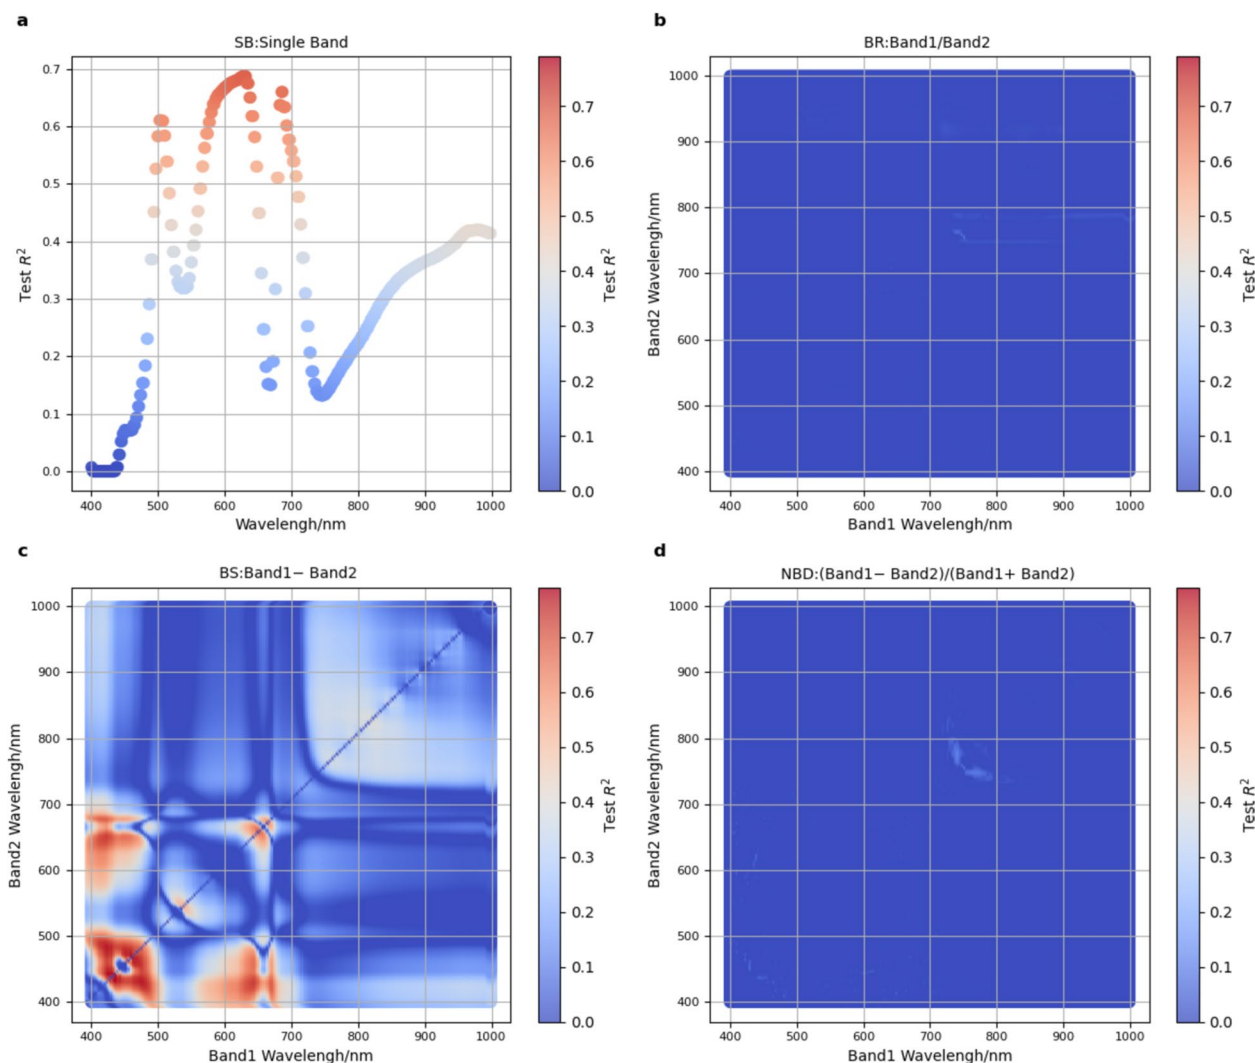 a
SB:Single Band
0.7
0.6
0.5
0.4
0.3
0.2
0.1
0.0
Test R²
400 500 600 700 800 900 1000
Wavelengh/nm
0.7
0.6
0.5
0.4
0.3
0.2
0.1
0.0
Test R²
b
BR:Band1/Band2
1000
900
800
700
600
500
400
Band2 Wavelengh/nm
400 500 600 700 800 900 1000
Band1 Wavelengh/nm
0.7
0.6
0.5
0.4
0.3
0.2
0.1
0.0
Test R²
c
BS:Band1− Band2
1000
900
800
700
600
500
400
Band2 Wavelengh/nm
400 500 600 700 800 900 1000
Band1 Wavelengh/nm
0.7
0.6
0.5
0.4
0.3
0.2
0.1
0.0
Test R²
d
NBD:(Band1− Band2)/(Band1+ Band2)
1000
900
800
700
600
500
400
Band2 Wavelengh/nm
400 500 600 700 800 900 1000
Band1 Wavelengh/nm
0.7
0.6
0.5
0.4
0.3
0.2
0.1
0.0
Test R²